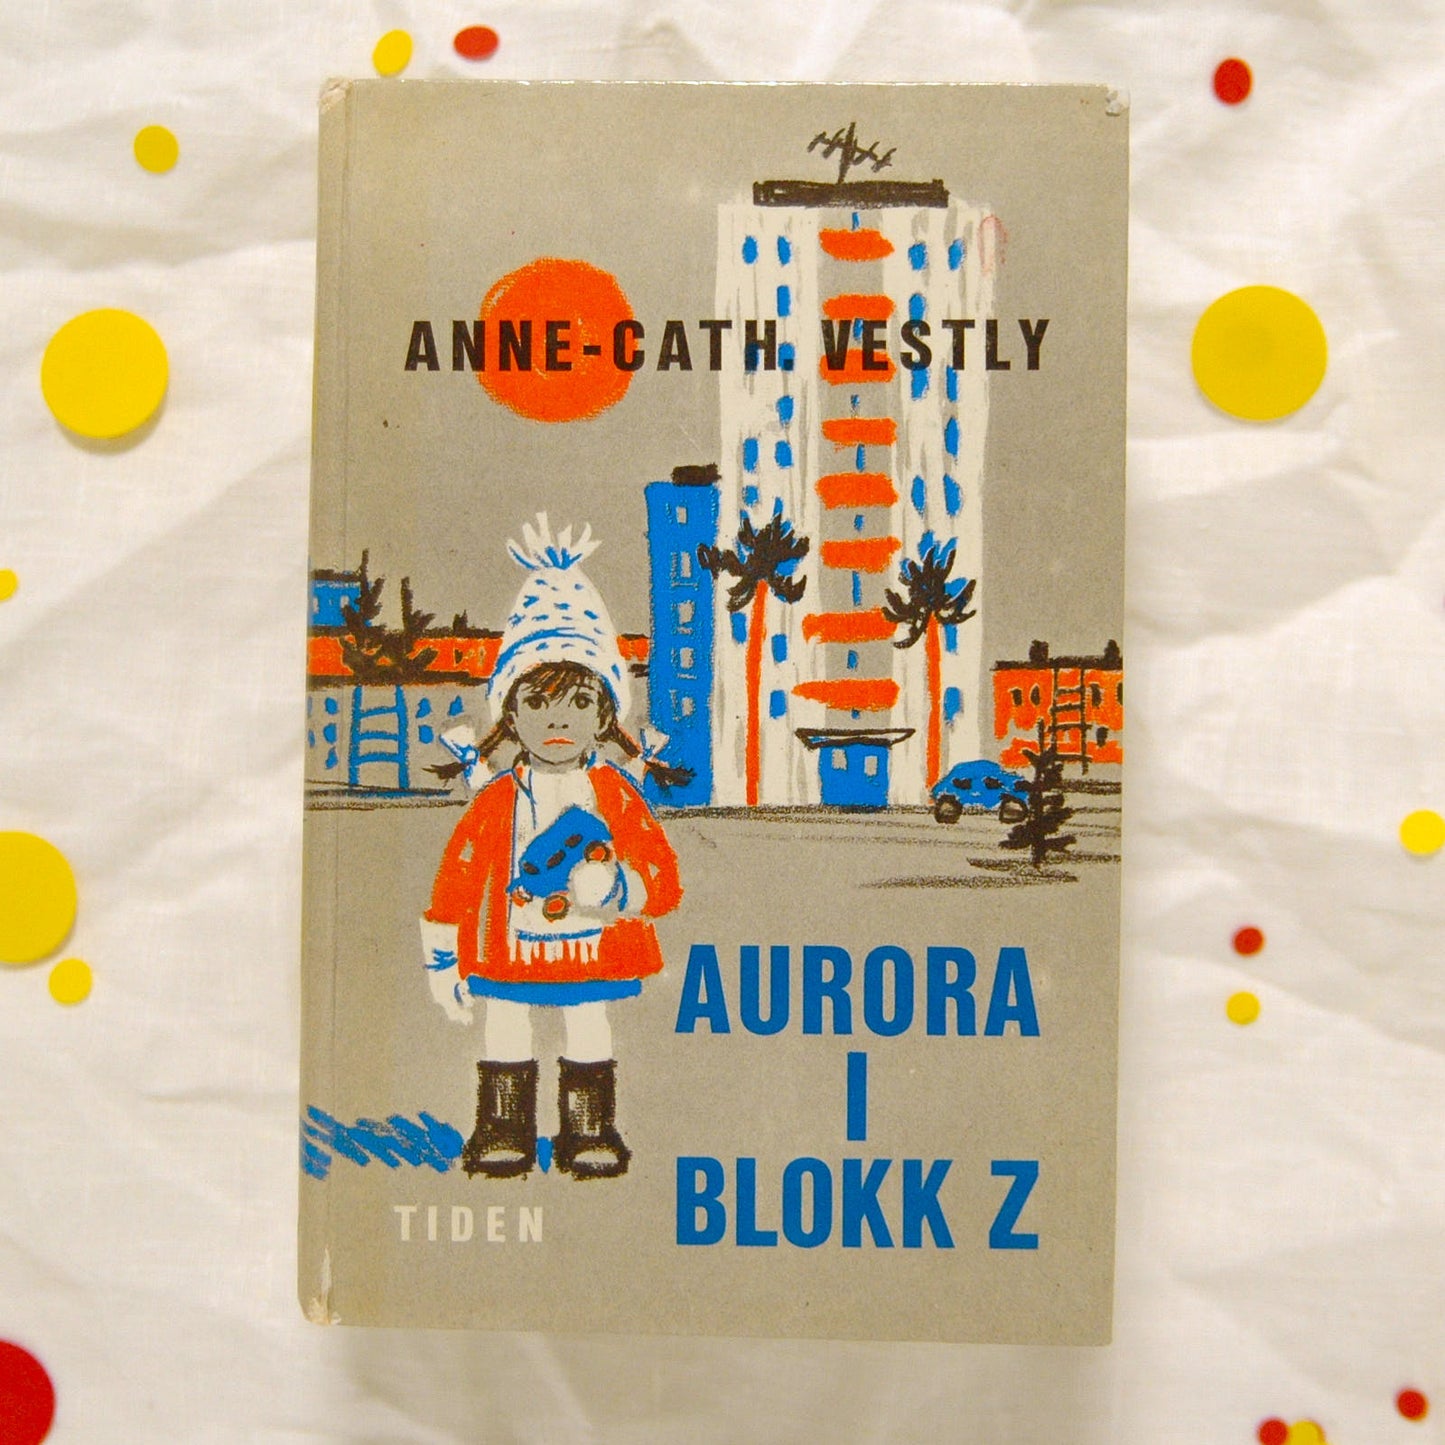 ANNE-CATH. VESTLY
AURORA
I
BLOKK Z
TIDEN